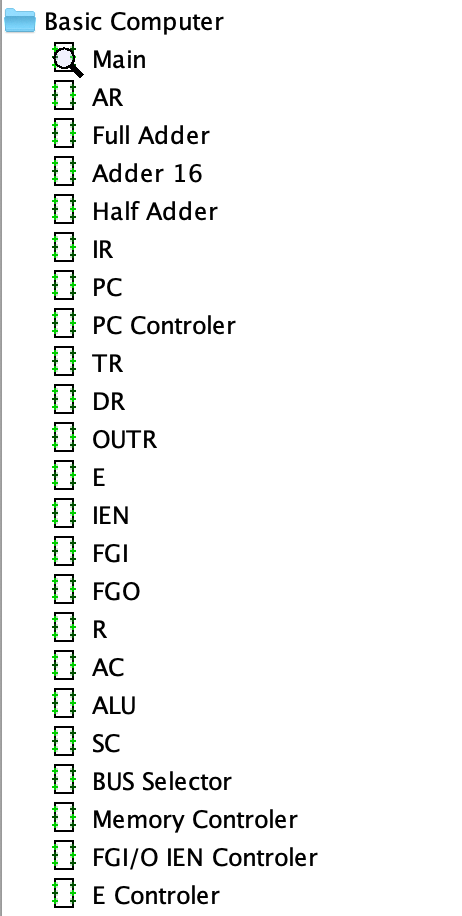 Basic Computer
Main
AR
Full Adder
Adder 16
Half Adder
IR
PC
PC Controler
TR
DR
OUTR
E
IEN
FGI
FGO
R
AC
ALU
SC
BUS Selector
Memory Controler
FGI/O IEN Controler
E Controler